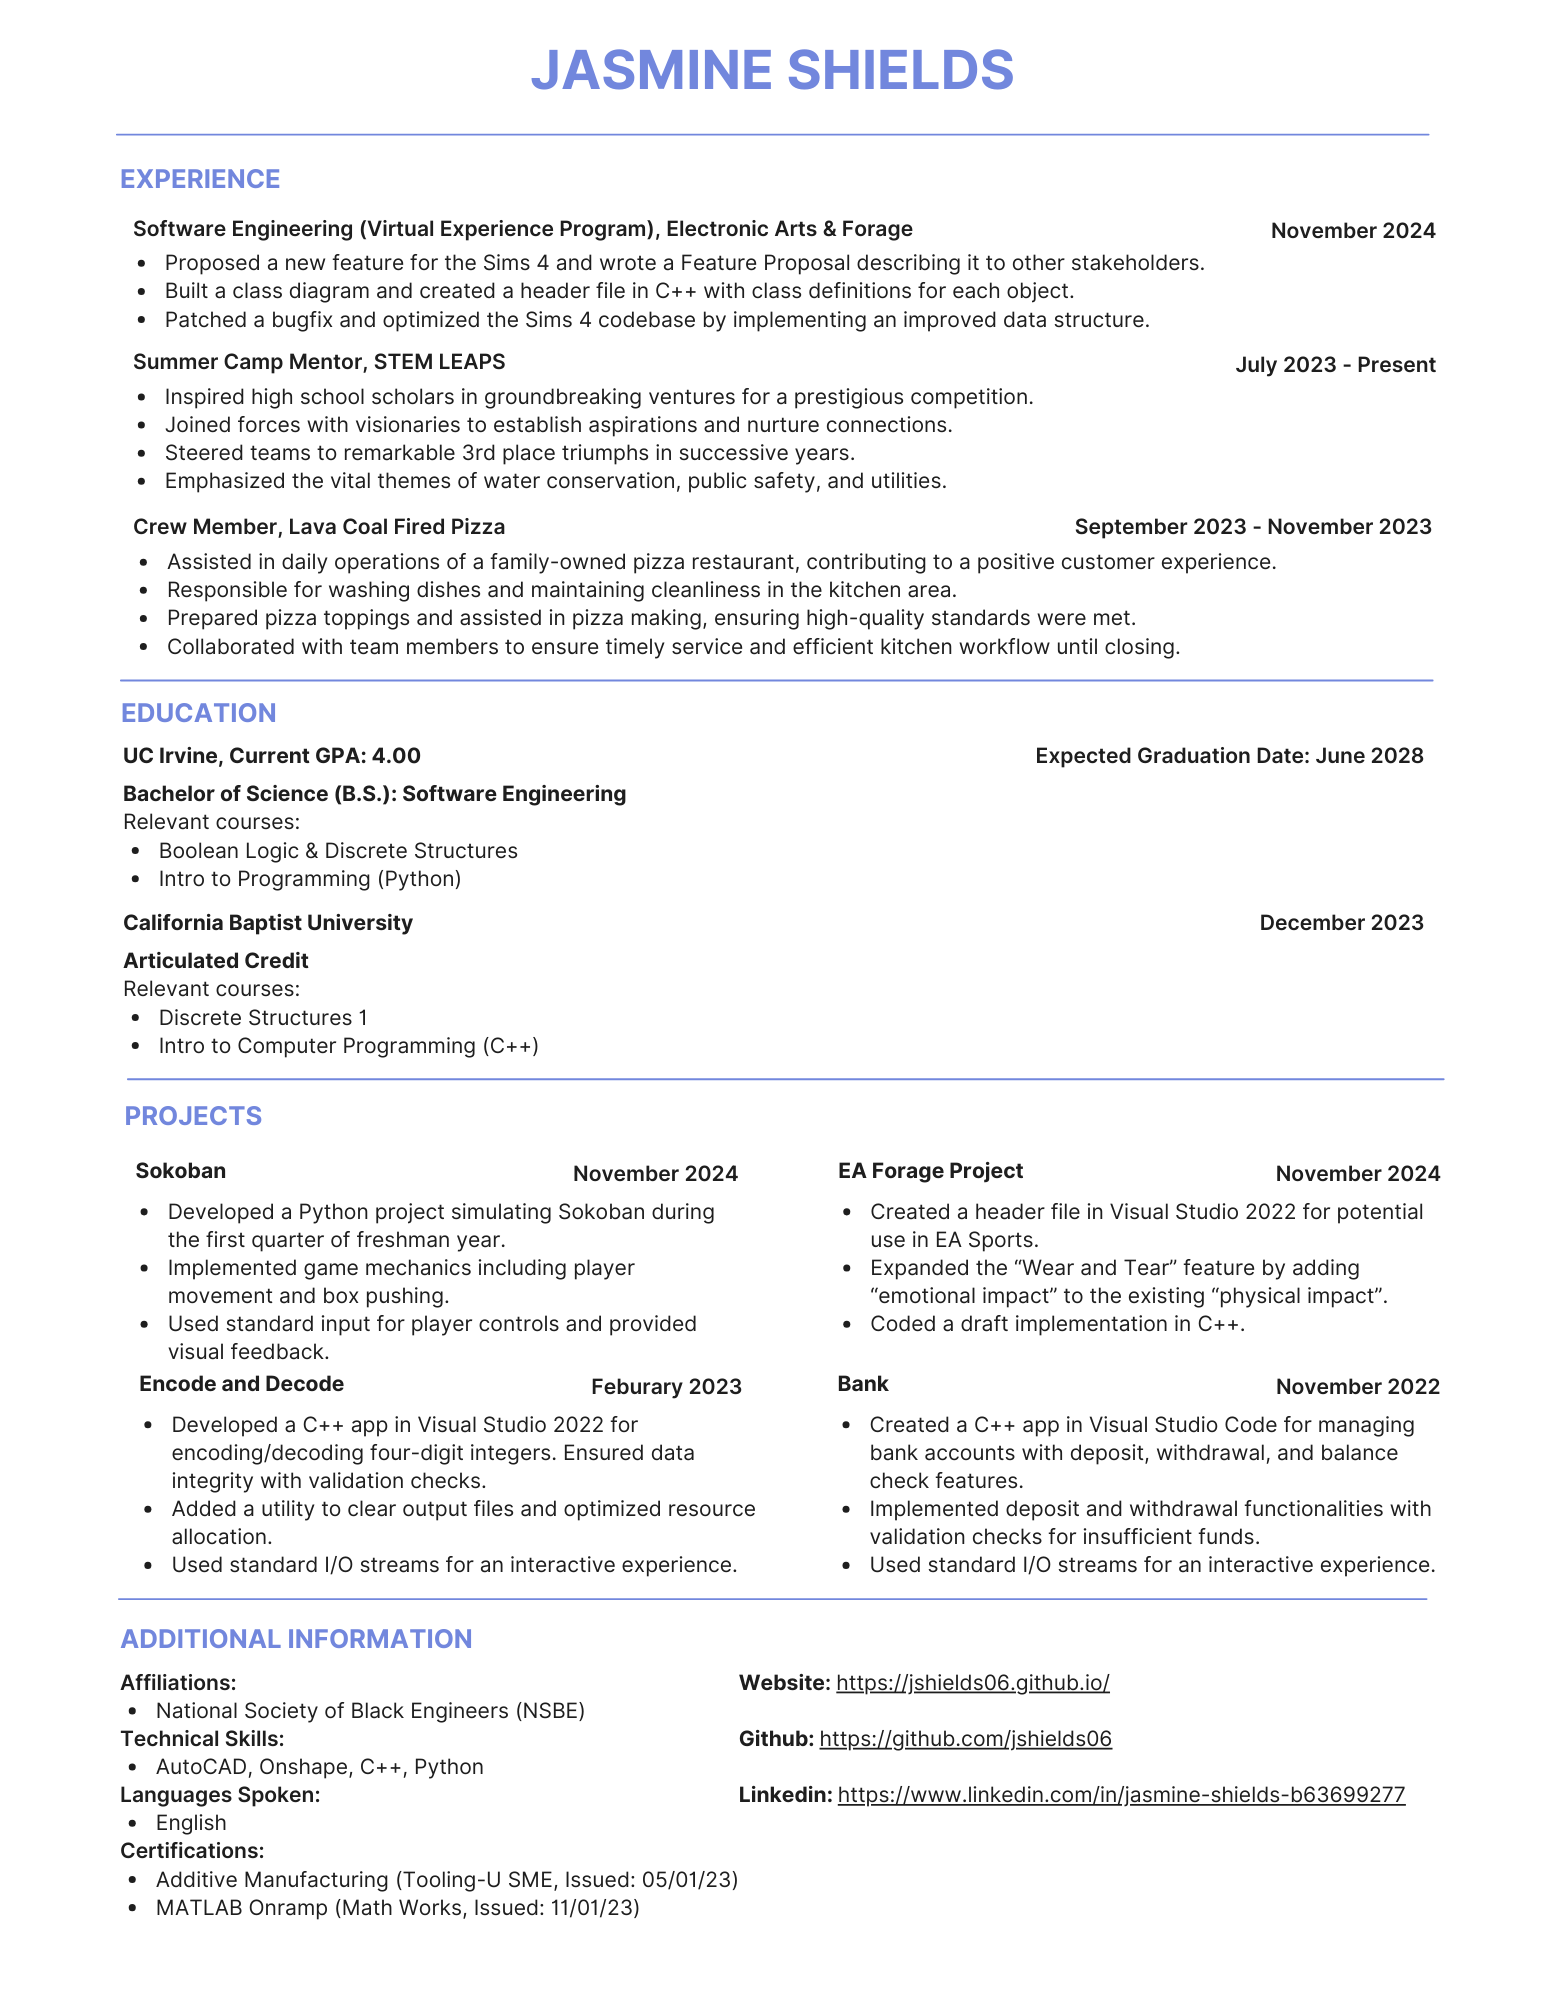 JASMINE SHIELDS
EXPERIENCE
Software Engineering (Virtual Experience Program), Electronic Arts & Forage November 2024
• Proposed a new feature for the Sims 4 and wrote a Feature Proposal describing it to other stakeholders.
• Built a class diagram and created a header file in C++ with class definitions for each object.
• Patched a bugfix and optimized the Sims 4 codebase by implementing an improved data structure.
Summer Camp Mentor, STEM LEAPS July 2023 - Present
• Inspired high school scholars in groundbreaking ventures for a prestigious competition.
• Joined forces with visionaries to establish aspirations and nurture connections.
• Steered teams to remarkable 3rd place triumphs in successive years.
• Emphasized the vital themes of water conservation, public safety, and utilities.
Crew Member, Lava Coal Fired Pizza September 2023 - November 2023
• Assisted in daily operations of a family-owned pizza restaurant, contributing to a positive customer experience.
• Responsible for washing dishes and maintaining cleanliness in the kitchen area.
• Prepared pizza toppings and assisted in pizza making, ensuring high-quality standards were met.
• Collaborated with team members to ensure timely service and efficient kitchen workflow until closing.
EDUCATION
UC Irvine, Current GPA: 4.00 Expected Graduation Date: June 2028
Bachelor of Science (B.S.): Software Engineering
Relevant courses:
• Boolean Logic & Discrete Structures
• Intro to Programming (Python)
California Baptist University December 2023
Articulated Credit
Relevant courses:
• Discrete Structures 1
• Intro to Computer Programming (C++)
PROJECTS
Sokoban November 2024
• Developed a Python project simulating Sokoban during
the first quarter of freshman year.
• Implemented game mechanics including player
movement and box pushing.
• Used standard input for player controls and provided
visual feedback.
EA Forage Project November 2024
• Created a header file in Visual Studio 2022 for potential
use in EA Sports.
• Expanded the “Wear and Tear” feature by adding
“emotional impact” to the existing “physical impact”.
• Coded a draft implementation in C++.
Encode and Decode Feburary 2023
• Developed a C++ app in Visual Studio 2022 for
encoding/decoding four-digit integers. Ensured data
integrity with validation checks.
• Added a utility to clear output files and optimized resource
allocation.
• Used standard I/O streams for an interactive experience.
Bank November 2022
• Created a C++ app in Visual Studio Code for managing
bank accounts with deposit, withdrawal, and balance
check features.
• Implemented deposit and withdrawal functionalities with
validation checks for insufficient funds.
• Used standard I/O streams for an interactive experience.
ADDITIONAL INFORMATION
Affiliations:
• National Society of Black Engineers (NSBE)
Technical Skills:
• AutoCAD, Onshape, C++, Python
Languages Spoken:
• English
Certifications:
• Additive Manufacturing (Tooling-U SME, Issued: 05/01/23)
• MATLAB Onramp (Math Works, Issued: 11/01/23)
Website: https://jshields06.github.io/
Github: https://github.com/jshields06
Linkedin: https://www.linkedin.com/in/jasmine-shields-b63699277